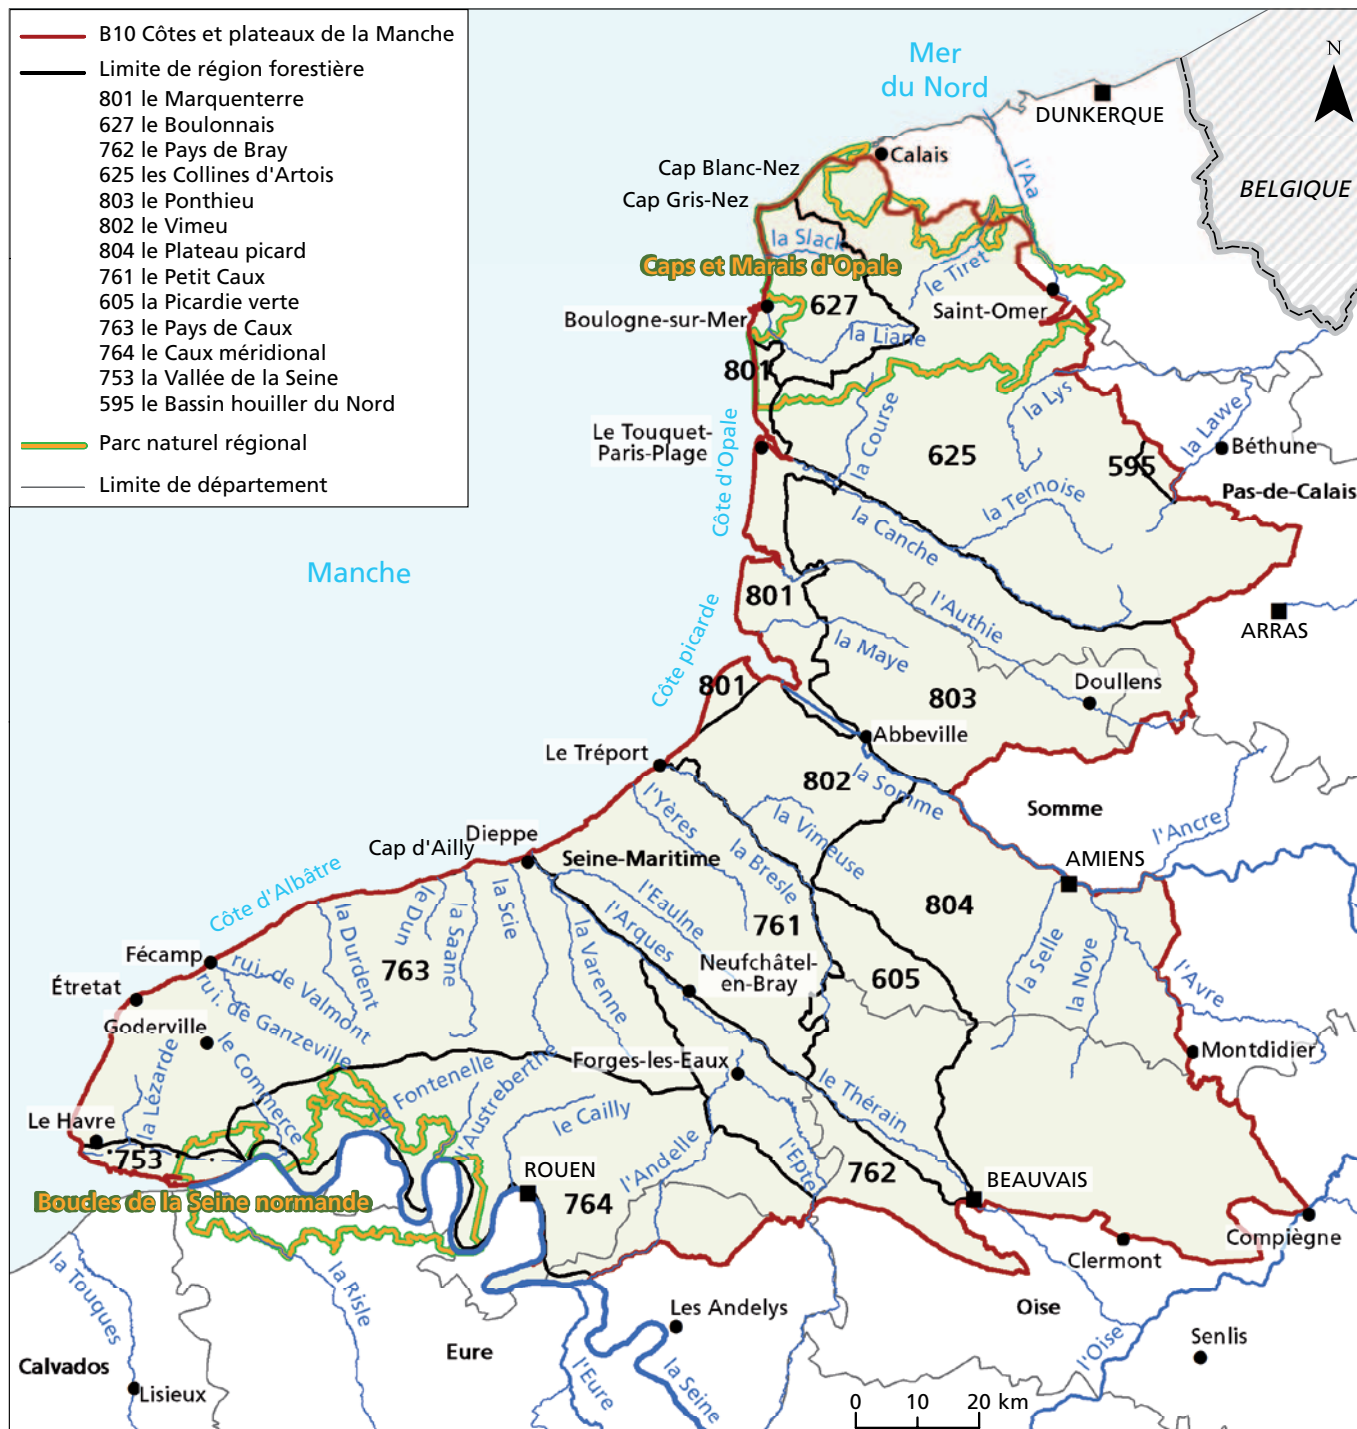 B10 Côtes et plateaux de la Manche
Limite de région forestière
801 le Marquenterre
627 le Boulonnais
762 le Pays de Bray
625 les Collines d'Artois
803 le Ponthieu
802 le Vimeu
804 le Plateau picard
761 le Petit Caux
605 la Picardie verte
763 le Pays de Caux
764 le Caux méridional
753 la Vallée de la Seine
595 le Bassin houiller du Nord
Parc naturel régional
Limite de département
Mer
du Nord
N
DUNKERQUE
Calais
l'Aa
BELGIQUE
Cap Blanc-Nez
Cap Gris-Nez
la Slack
Caps et Marais d'Opale
le Tiret
627
Saint-Omer
Boulogne-sur-Mer
la Liane
801
la Lys
la Lawe
la Course
Le Touquet-
Paris-Plage
Côte d'Opale
625
595
Béthune
Pas-de-Calais
la Ternoise
la Canche
Manche
801
l'Authie
ARRAS
la Maye
Côte picarde
801
803
Doullens
Abbeville
Le Tréport
802
la Somme
Somme
l'Yères
la Vimeuse
l'Ancre
Dieppe
Cap d'Ailly
Seine-Maritime
la Bresle
AMIENS
Côte d'Albâtre
le Dun
la Scie
l'Eaulne
l'Arques
804
la Durdent
la Saane
la Varenne
761
la Selle
la Noye
Fécamp
rui. de Valmont
763
Neufchâtel-
en-Bray
605
l'Avre
Étretat
rui. de Ganzeville
Goderville
le Commerce
Montdidier
la Lézarde
la Fontenelle
l'Austreberthe
Forges-les-Eaux
le Thérain
Le Havre
le Cailly
753
ROUEN
l'Andelle
l'Epte
762
BEAUVAIS
Boucles de la Seine normande
764
Compiègne
Clermont
la Touques
la Risle
Les Andelys
Oise
Senlis
l'Oise
Eure
Calvados
Lisieux
l'Eure
la Seine
0 10 20 km